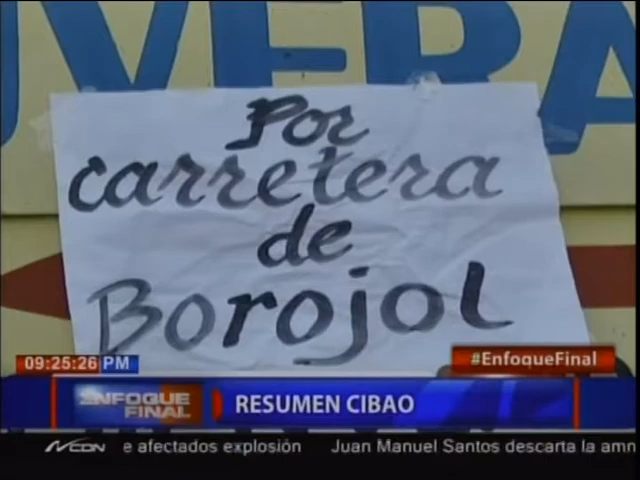 UVERA
Por
carretera
de
Borojol
09:25:26 PM
#EnfoqueFinal
ENFOQUE
FINAL
RESUMEN CIBAO
CDN
e afectados explosión Juan Manuel Santos descarta la amn